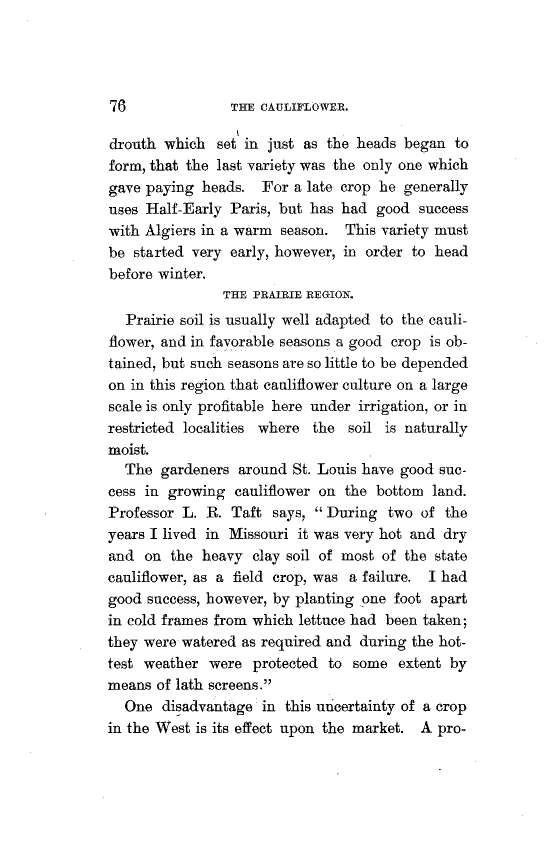 76 THE CAULIFLOWER.
drouth which set in just as the heads began to
form, that the last variety was the only one which
gave paying heads. For a late crop he generally
uses Half-Early Paris, but has had good success
with Algiers in a warm season. This variety must
be started very early, however, in order to head
before winter.
THE PRAIRIE REGION.
Prairie soil is usually well adapted to the cauli-
flower, and in favorable seasons a good crop is ob-
tained, but such seasons are so little to be depended
on in this region that cauliflower culture on a large
scale is only profitable here under irrigation, or in
restricted localities where the soil is naturally
moist.
The gardeners around St. Louis have good suc-
cess in growing cauliflower on the bottom land.
Professor L. R. Taft says, “During two of the
years I lived in Missouri it was very hot and dry
and on the heavy clay soil of most of the state
cauliflower, as a field crop, was a failure. I had
good success, however, by planting one foot apart
in cold frames from which lettuce had been taken;
they were watered as required and during the hot-
test weather were protected to some extent by
means of lath screens.”
One disadvantage in this uncertainty of a crop
in the West is its effect upon the market. A pro-